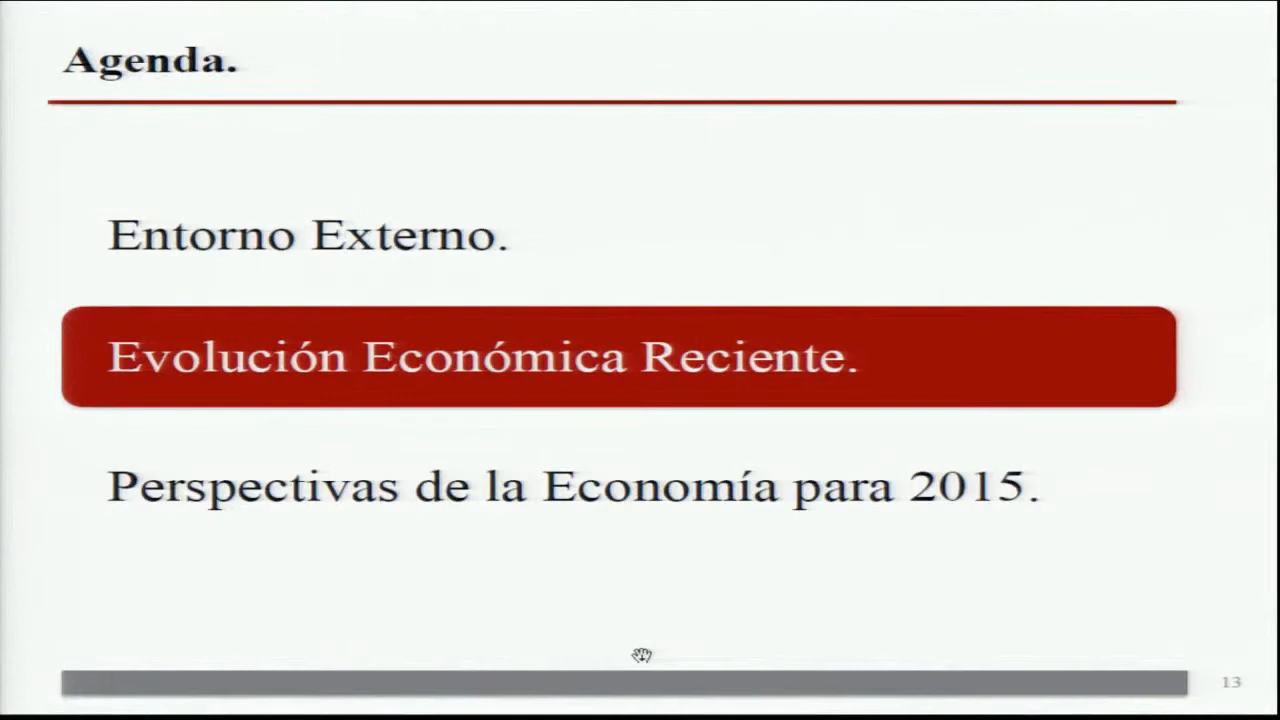 Agenda.
Entorno Externo.
Evolución Económica Reciente.
Perspectivas de la Economía para 2015.
13